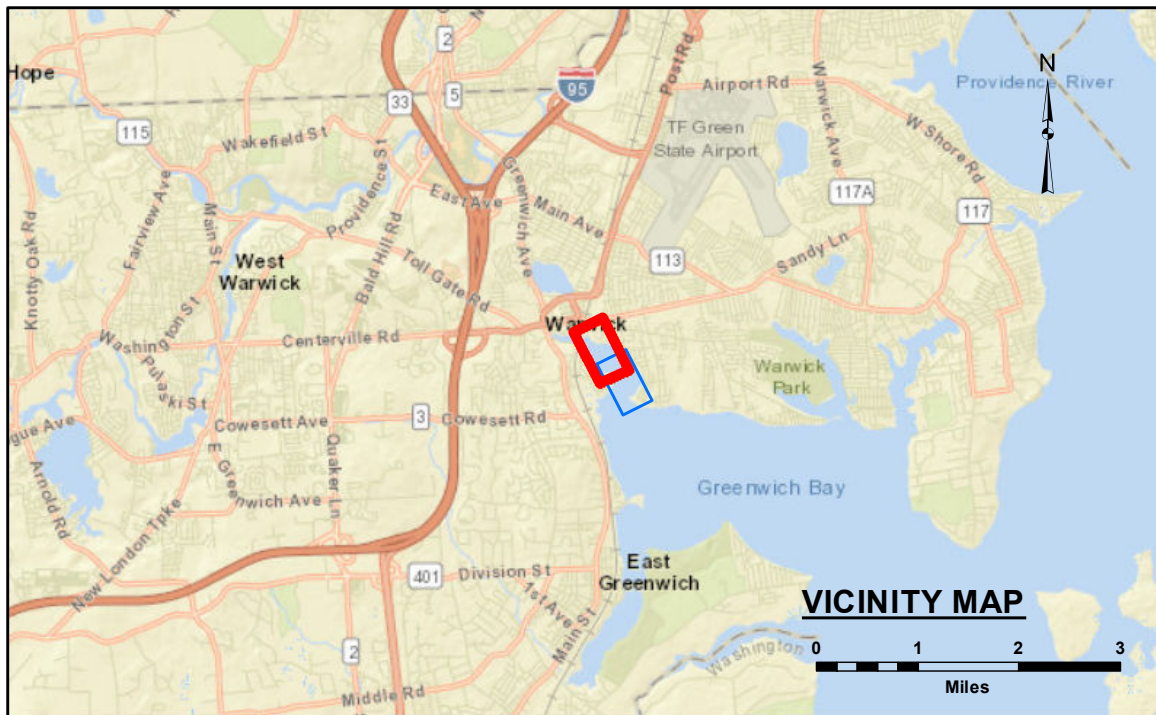 2
Hope
5
33
95
Post Rd
Airport Rd
N
Providence River
115
Wakefield St
TF Green
State Airport
Warwick Ave
W Shore Rd
Fairview Ave
Providence St
East Ave
Greenwich Ave
Main Ave
117A
117
Main St
Knotty Oak Rd
West
Warwick
Bald Hill Rd
Toll Gate Rd
113
Sandy Ln
Washington St
Centerville Rd
Warwick
Pulaski St
Warwick
Park
gue Ave
Cowesett Ave
3
Cowesett Rd
Arnold Rd
E Greenwich Ave
Quaker Ln
Greenwich Bay
New London Tpke
401
Division St
East
Greenwich
1st Ave
Main St
VICINITY MAP
0 1 2 3
Miles
Washington
2
Middle Rd